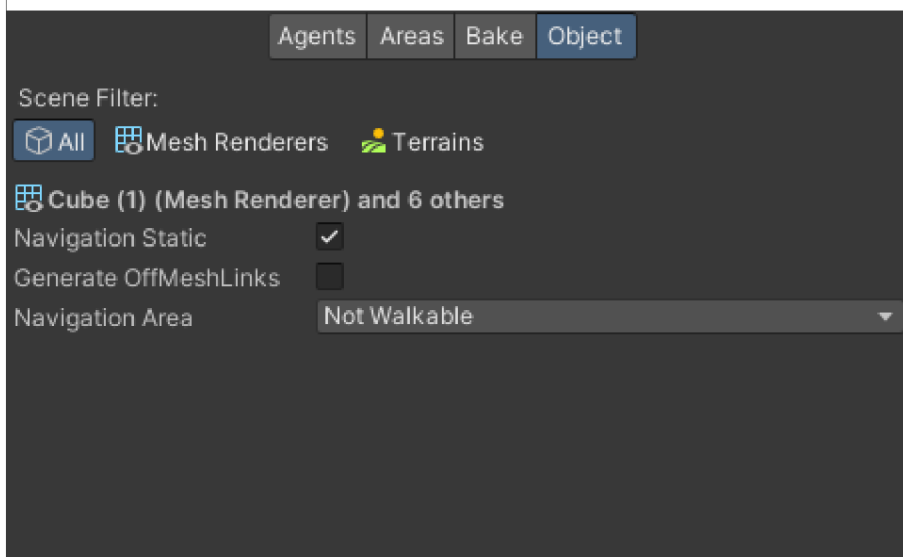 Agents Areas Bake Object
Scene Filter:
All Mesh Renderers Terrains
Cube (1) (Mesh Renderer) and 6 others
Navigation Static
Generate OffMeshLinks
Navigation Area Not Walkable